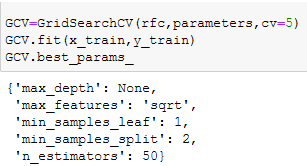 GCV=GridSearchCV(rfc,parameters,cv=5)
GCV.fit(x_train,y_train)
GCV.best_params_
{'max_depth': None,
'max_features': 'sqrt',
'min_samples_leaf': 1,
'min_samples_split': 2,
'n_estimators': 50}